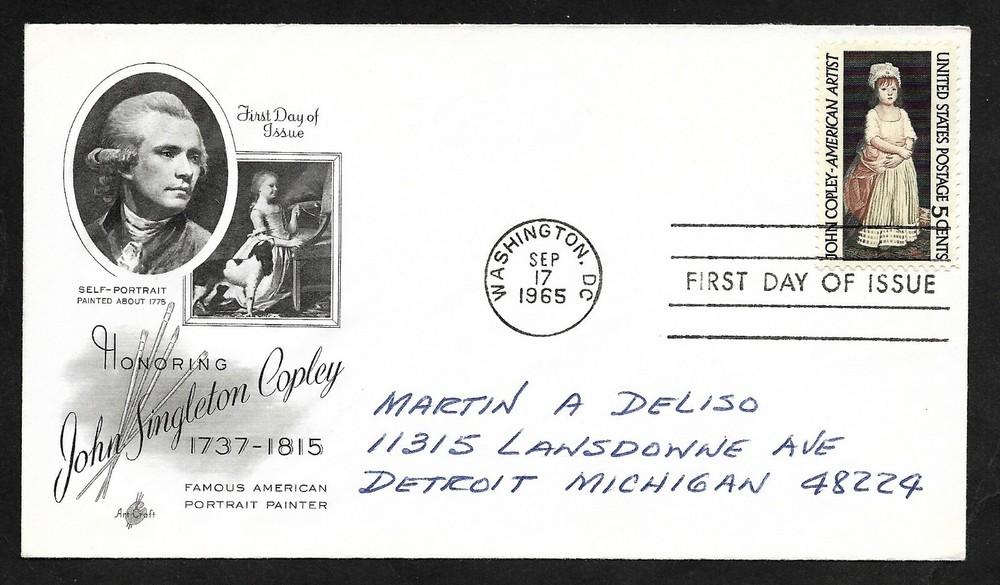 First Day of
Issue
SELF-PORTRAIT
PAINTED ABOUT 1775
HONORING
John Singleton Copley
1737-1815
FAMOUS AMERICAN
PORTRAIT PAINTER
Art Craft
WASHINGTON, DC
SEP
17
1965
JOHN COPLEY-AMERICAN ARTIST
UNITED STATES POSTAGE 5 CENTS
FIRST DAY OF ISSUE
MARTIN A DELISO
11315 LANSDOWNE AVE
DETROIT MICHIGAN 48224